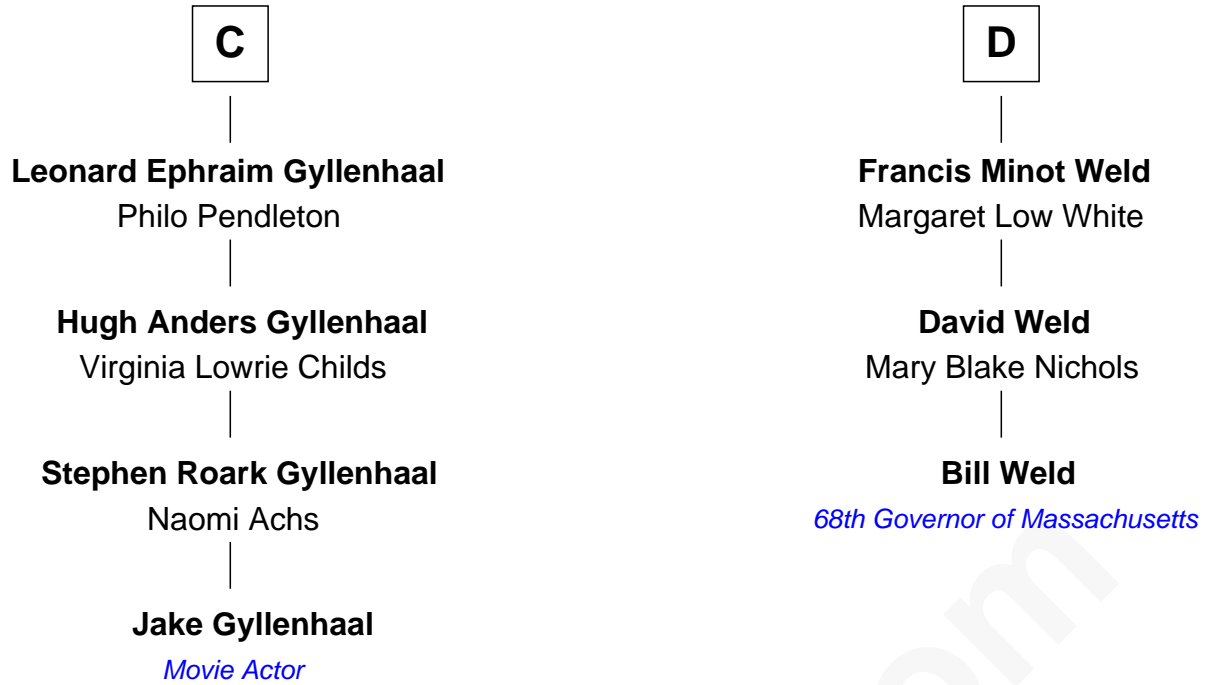 C
Leonard Ephraim Gyllenhaal
Philo Pendleton
Hugh Anders Gyllenhaal
Virginia Lowrie Childs
Stephen Roark Gyllenhaal
Naomi Achs
Jake Gyllenhaal
Movie Actor
D
Francis Minot Weld
Margaret Low White
David Weld
Mary Blake Nichols
Bill Weld
68th Governor of Massachusetts
om